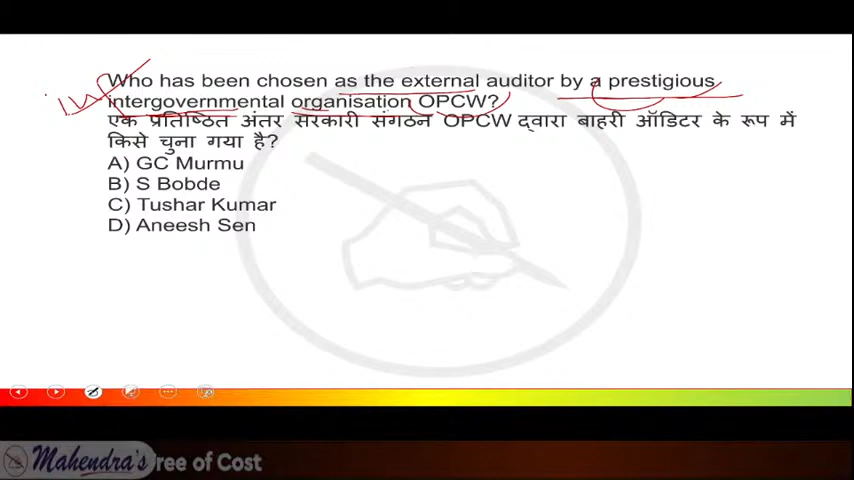 Imp
Who has been chosen as the external auditor by a prestigious
intergovernmental organisation OPCW?
एक प्रतिष्ठित अंतर सरकारी संगठन OPCW द्वारा बाहरी ऑडिटर के रूप में
किसे चुना गया है?
A) GC Murmu
B) S Bobde
C) Tushar Kumar
D) Aneesh Sen
Mahendra's ree of Cost